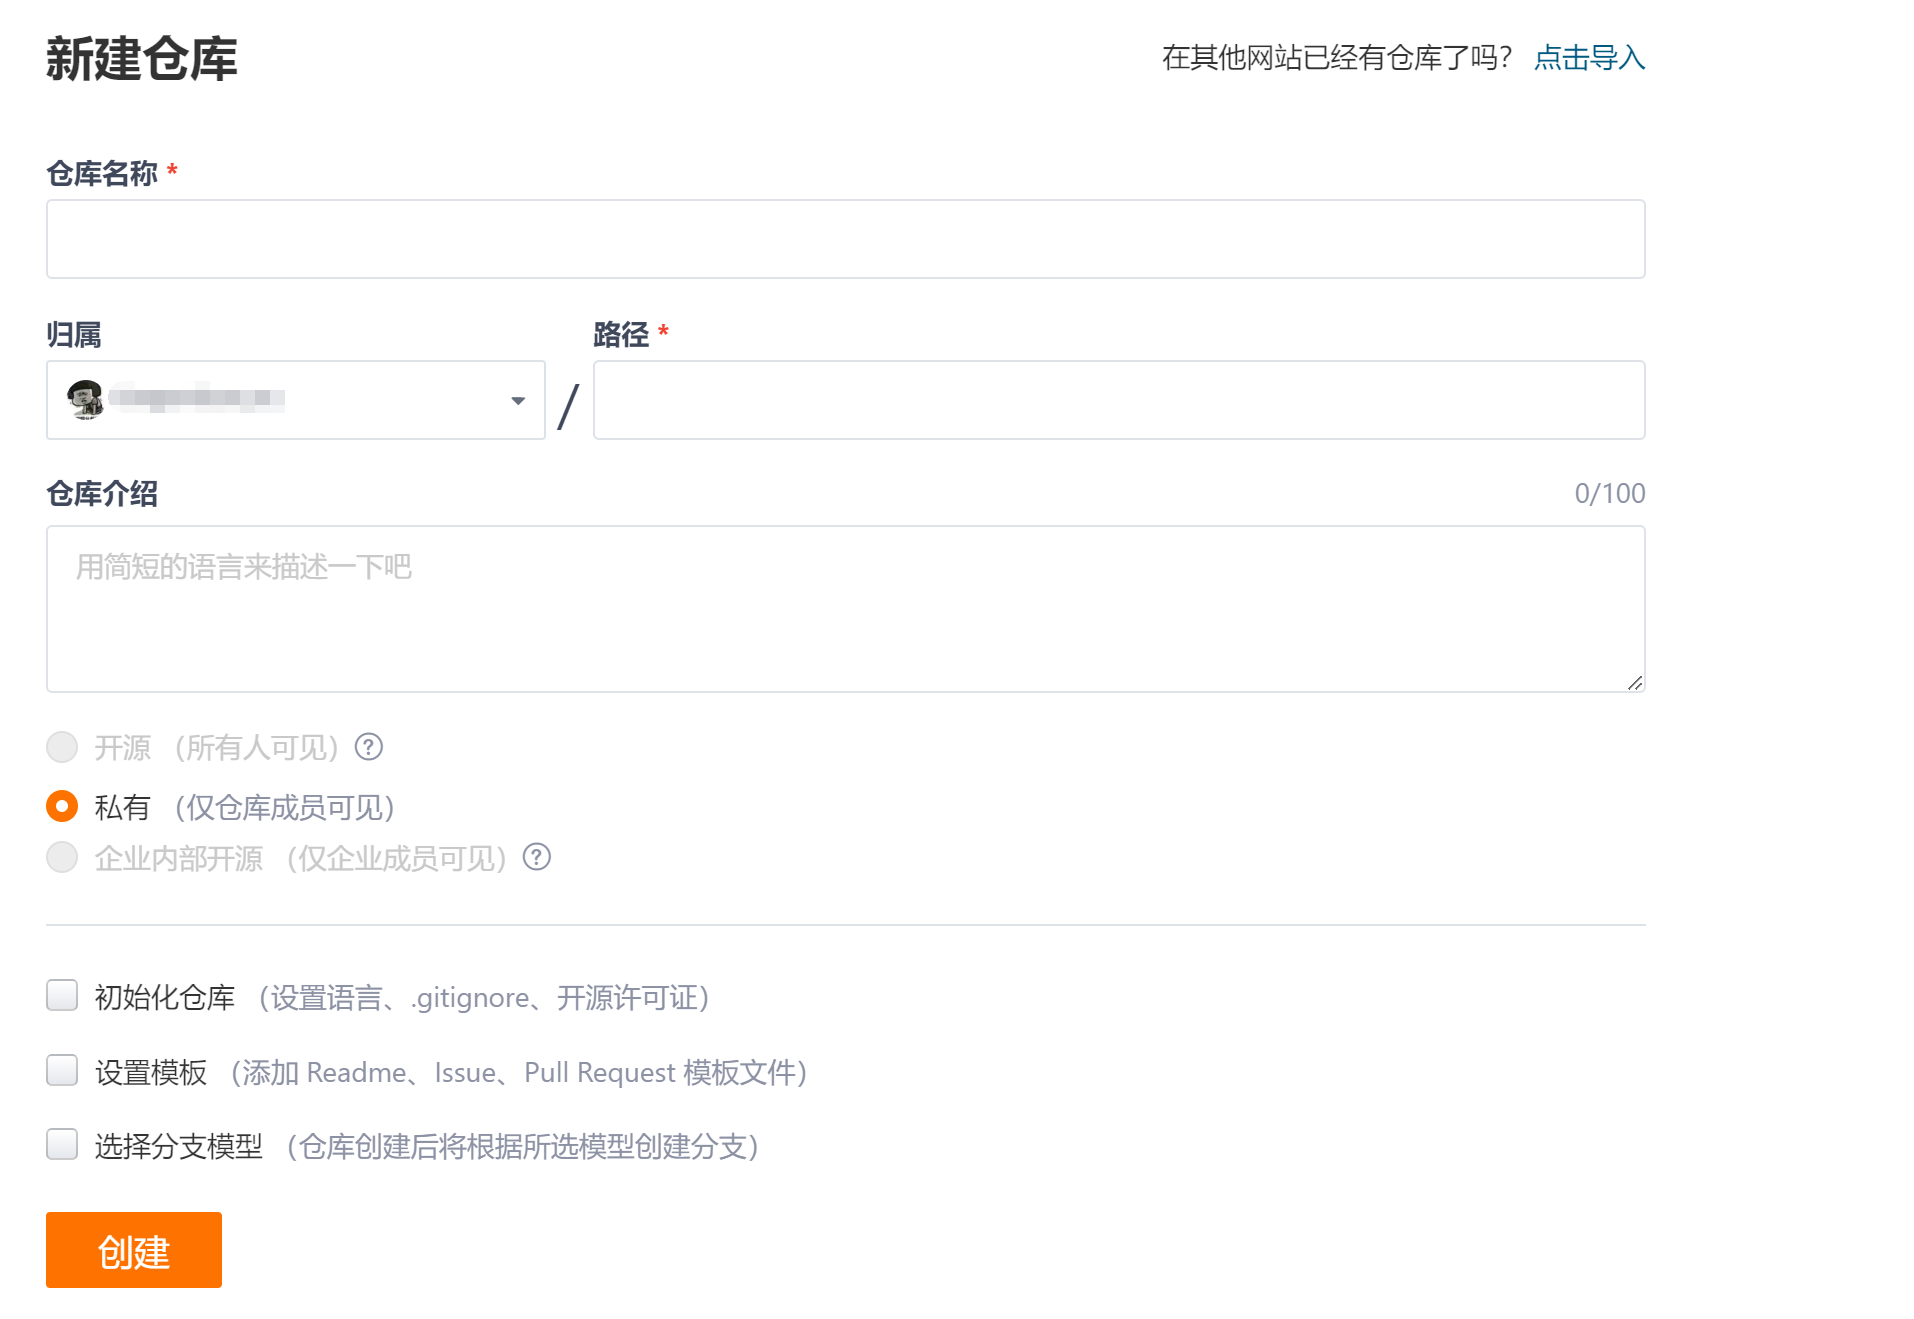 新建仓库
在其他网站已经有仓库了吗？ 点击导入
仓库名称 *
归属
路径 *
/
仓库介绍
0/100
用简短的语言来描述一下吧
开源 （所有人可见） ?
私有 （仅仓库成员可见）
企业内部开源 （仅企业成员可见） ?
初始化仓库 （设置语言、.gitignore、开源许可证）
设置模板 （添加 Readme、Issue、Pull Request 模板文件）
选择分支模型 （仓库创建后将根据所选模型创建分支）
创建